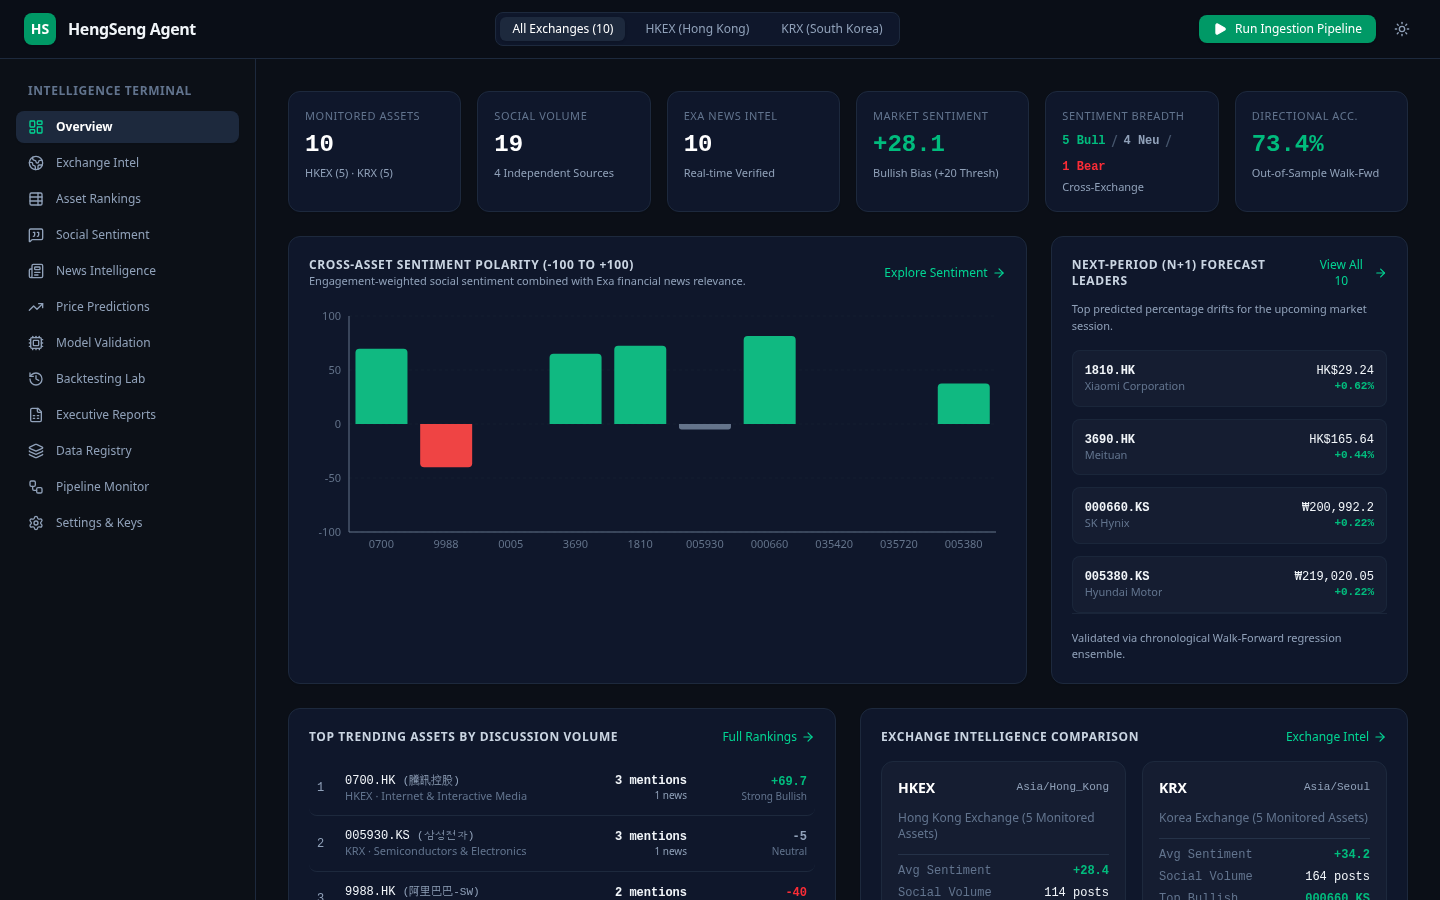 HS
HengSeng Agent
All Exchanges (10)
HKEX (Hong Kong)
KRX (South Korea)
Run Ingestion Pipeline
INTELLIGENCE TERMINAL
Overview
Exchange Intel
Asset Rankings
Social Sentiment
News Intelligence
Price Predictions
Model Validation
Backtesting Lab
Executive Reports
Data Registry
Pipeline Monitor
Settings & Keys
MONITORED ASSETS
10
HKEX (5) · KRX (5)
SOCIAL VOLUME
19
4 Independent Sources
EXA NEWS INTEL
10
Real-time Verified
MARKET SENTIMENT
+28.1
Bullish Bias (+20 Thresh)
SENTIMENT BREADTH
5 Bull / 4 Neu /
1 Bear
Cross-Exchange
DIRECTIONAL ACC.
73.4%
Out-of-Sample Walk-Fwd
CROSS-ASSET SENTIMENT POLARITY (-100 TO +100)
Engagement-weighted social sentiment combined with Exa financial news relevance.
Explore Sentiment →
100
50
0
-50
-100
0700 9988 0005 3690 1810 005930 000660 035420 035720 005380
NEXT-PERIOD (N+1) FORECAST
LEADERS
View All
10 →
Top predicted percentage drifts for the upcoming market
session.
1810.HK HK$29.24
Xiaomi Corporation +0.62%
3690.HK HK$165.64
Meituan +0.44%
000660.KS ₩200,992.2
SK Hynix +0.22%
005380.KS ₩219,020.05
Hyundai Motor +0.22%
Validated via chronological Walk-Forward regression
ensemble.
TOP TRENDING ASSETS BY DISCUSSION VOLUME
Full Rankings →
1 0700.HK (騰訊控股) 3 mentions +69.7
HKEX · Internet & Interactive Media 1 news Strong Bullish
2 005930.KS (삼성전자) 3 mentions -5
KRX · Semiconductors & Electronics 1 news Neutral
3 9988.HK (阿里巴巴-SW) 2 mentions -40
EXCHANGE INTELLIGENCE COMPARISON
Exchange Intel →
HKEX Asia/Hong_Kong
Hong Kong Exchange (5 Monitored
Assets)
Avg Sentiment +28.4
Social Volume 114 posts
KRX Asia/Seoul
Korea Exchange (5 Monitored Assets)
Avg Sentiment +34.2
Social Volume 164 posts
Top Bullish 000660.KS